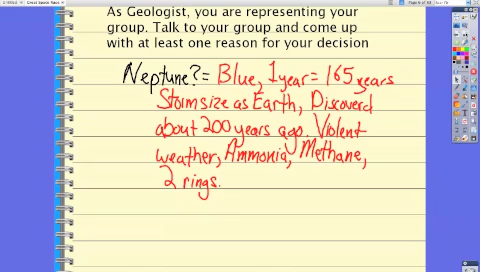 As Geologist, you are representing your
group. Talk to your group and come up
with at least one reason for your decision
Neptune? = Blue, 1 year = 165 years
Storm size as Earth, Discoverd
about 200 years ago. Violent
weather, Ammonia, Methane,
2 rings.